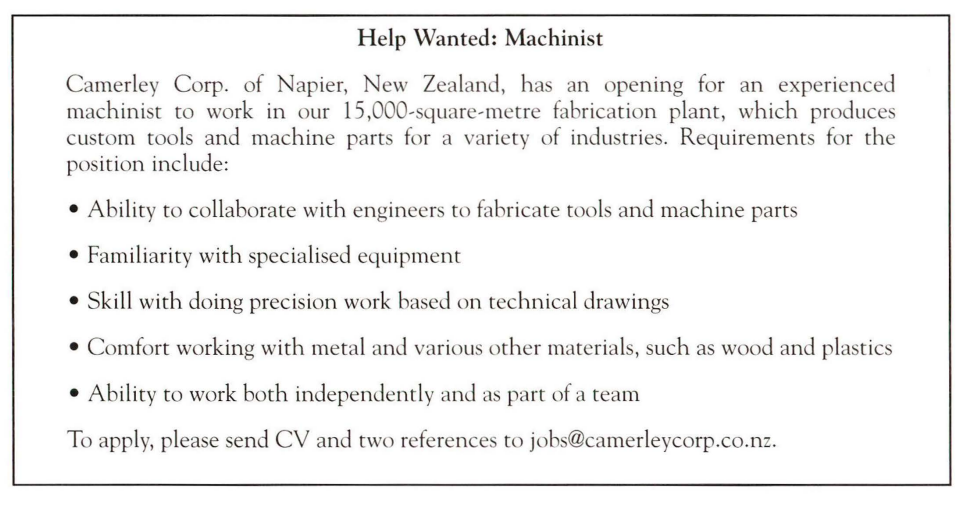 Help Wanted: Machinist
Camerley Corp. of Napier, New Zealand, has an opening for an experienced
machinist to work in our 15,000-square-metre fabrication plant, which produces
custom tools and machine parts for a variety of industries. Requirements for the
position include:
• Ability to collaborate with engineers to fabricate tools and machine parts
• Familiarity with specialised equipment
• Skill with doing precision work based on technical drawings
• Comfort working with metal and various other materials, such as wood and plastics
• Ability to work both independently and as part of a team
To apply, please send CV and two references to jobs@camerleycorp.co.nz.